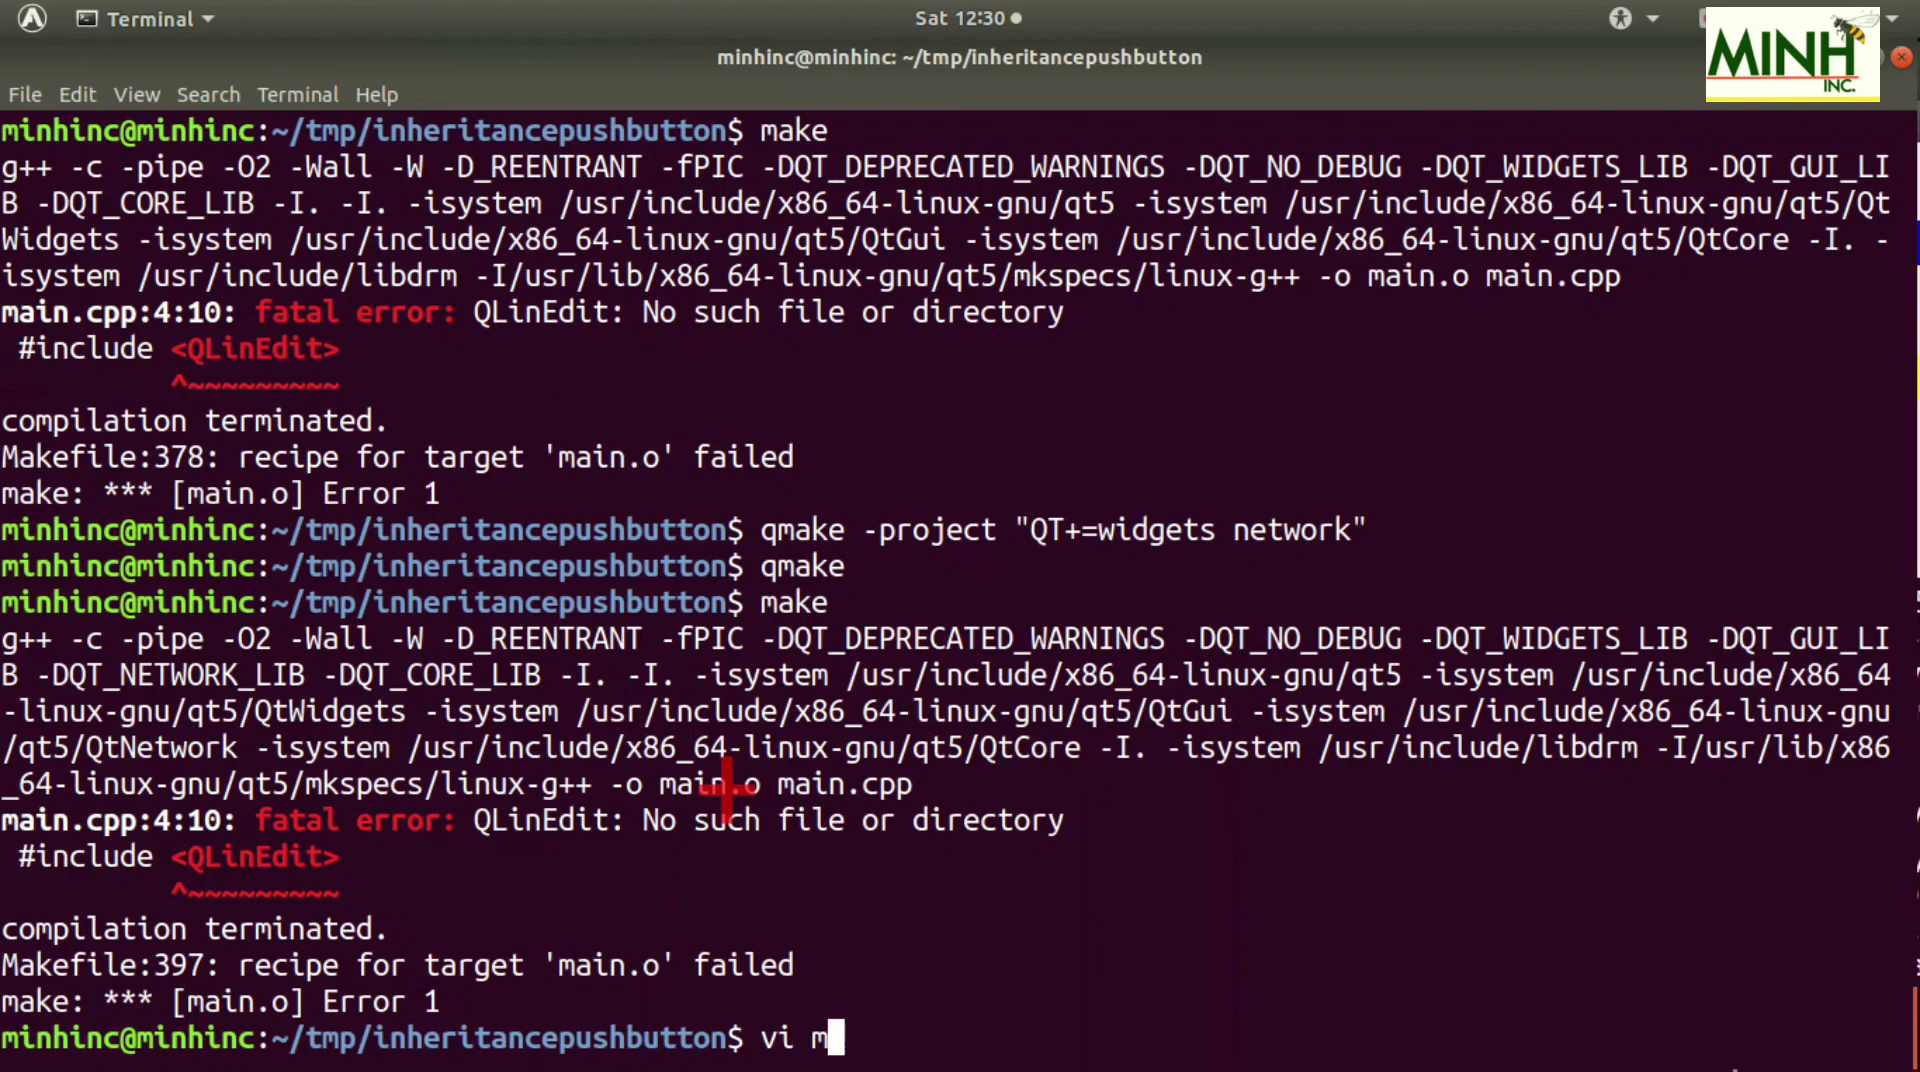 Terminal
Sat 12:30
minhinc@minhinc: ~/tmp/inheritancepushbutton
MINH
INC.
File Edit View Search Terminal Help
minhinc@minhinc:~/tmp/inheritancepushbutton$ make
g++ -c -pipe -O2 -Wall -W -D_REENTRANT -fPIC -DQT_DEPRECATED_WARNINGS -DQT_NO_DEBUG -DQT_WIDGETS_LIB -DQT_GUI_LI
B -DQT_CORE_LIB -I. -I. -isystem /usr/include/x86_64-linux-gnu/qt5 -isystem /usr/include/x86_64-linux-gnu/qt5/Qt
Widgets -isystem /usr/include/x86_64-linux-gnu/qt5/QtGui -isystem /usr/include/x86_64-linux-gnu/qt5/QtCore -I. -
isystem /usr/include/libdrm -I/usr/lib/x86_64-linux-gnu/qt5/mkspecs/linux-g++ -o main.o main.cpp
main.cpp:4:10: fatal error: QLinEdit: No such file or directory
 #include <QLinEdit>
          ^~~~~~~~~~
compilation terminated.
Makefile:378: recipe for target 'main.o' failed
make: *** [main.o] Error 1
minhinc@minhinc:~/tmp/inheritancepushbutton$ qmake -project "QT+=widgets network"
minhinc@minhinc:~/tmp/inheritancepushbutton$ qmake
minhinc@minhinc:~/tmp/inheritancepushbutton$ make
g++ -c -pipe -O2 -Wall -W -D_REENTRANT -fPIC -DQT_DEPRECATED_WARNINGS -DQT_NO_DEBUG -DQT_WIDGETS_LIB -DQT_GUI_LI
B -DQT_NETWORK_LIB -DQT_CORE_LIB -I. -I. -isystem /usr/include/x86_64-linux-gnu/qt5 -isystem /usr/include/x86_64
-linux-gnu/qt5/QtWidgets -isystem /usr/include/x86_64-linux-gnu/qt5/QtGui -isystem /usr/include/x86_64-linux-gnu
/qt5/QtNetwork -isystem /usr/include/x86_64-linux-gnu/qt5/QtCore -I. -isystem /usr/include/libdrm -I/usr/lib/x86
_64-linux-gnu/qt5/mkspecs/linux-g++ -o main.o main.cpp
main.cpp:4:10: fatal error: QLinEdit: No such file or directory
 #include <QLinEdit>
          ^~~~~~~~~~
compilation terminated.
Makefile:397: recipe for target 'main.o' failed
make: *** [main.o] Error 1
minhinc@minhinc:~/tmp/inheritancepushbutton$ vi m